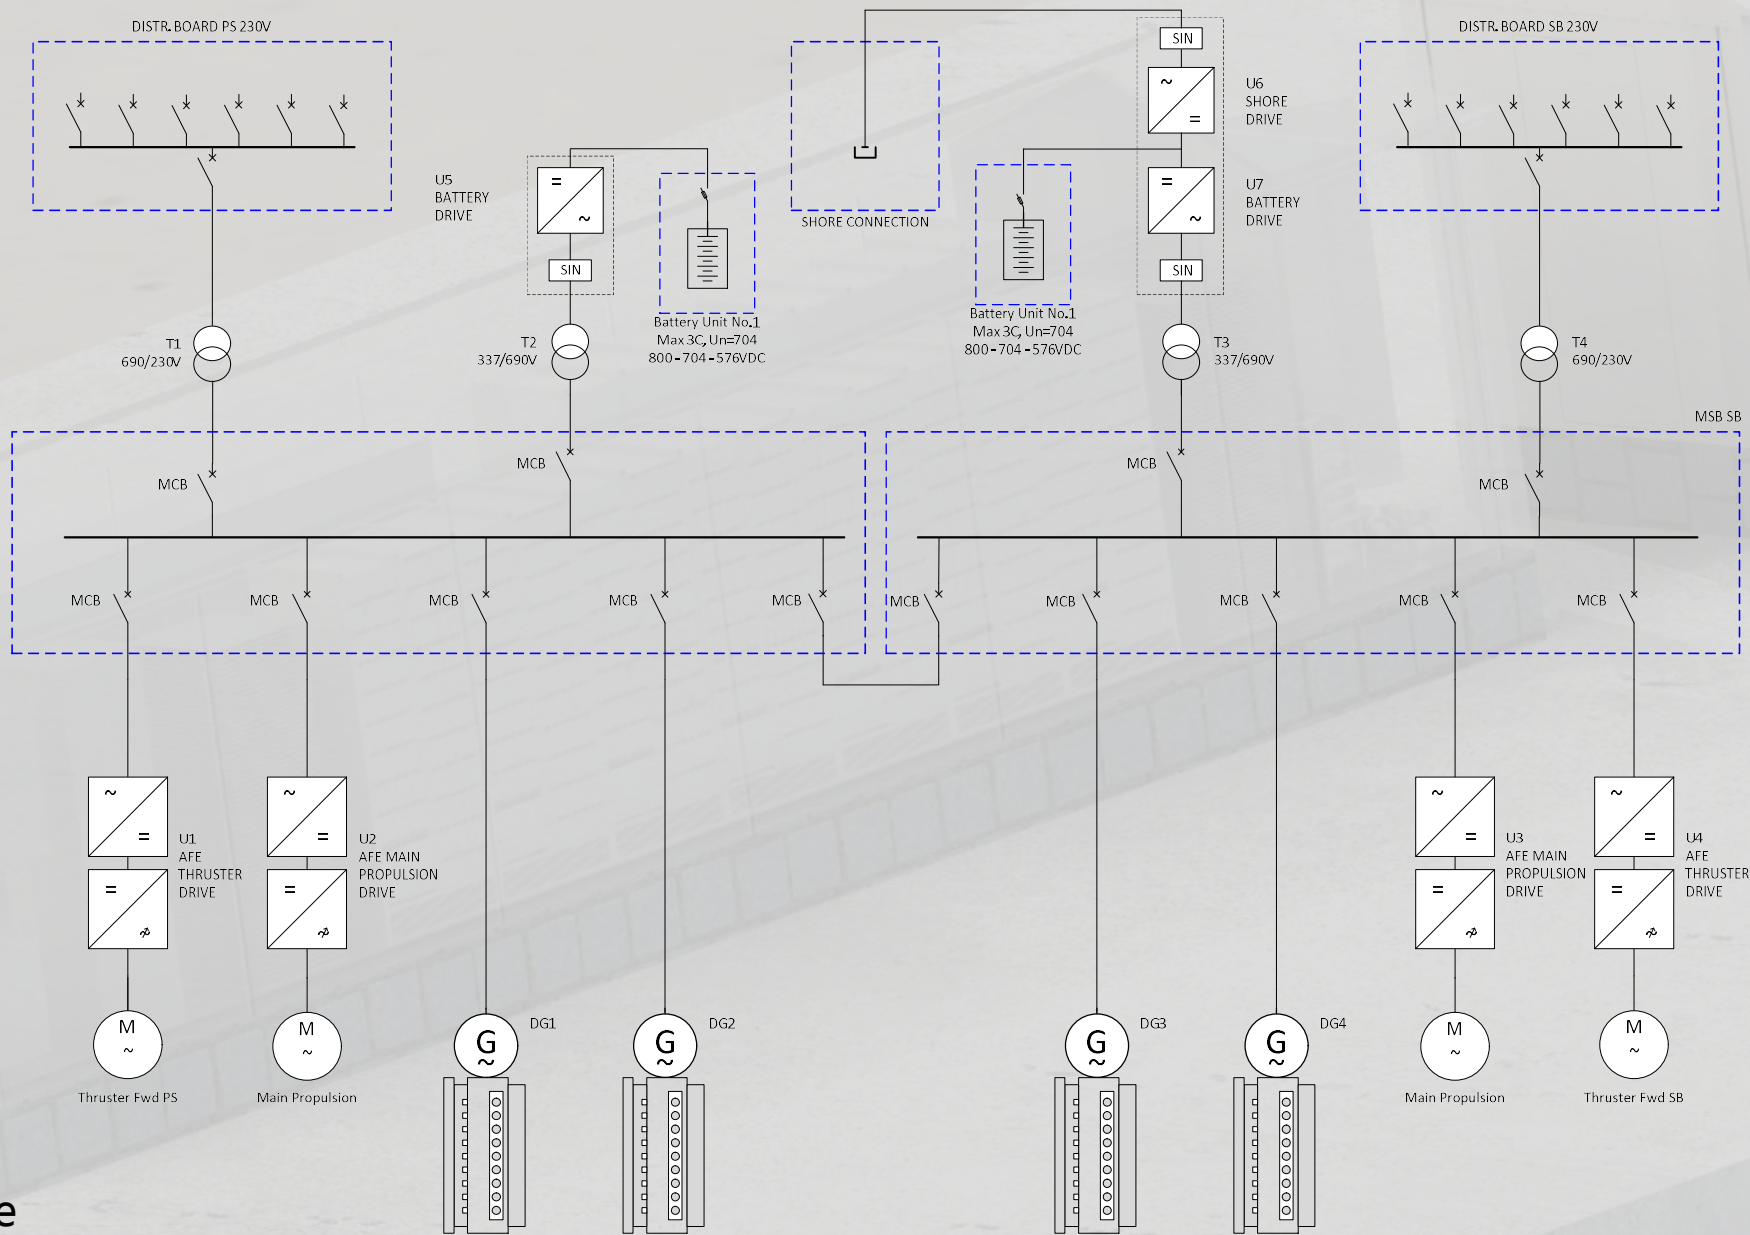 DISTR. BOARD PS 230V
DISTR. BOARD SB 230V
SIN
~
=
U6
SHORE
DRIVE
U5
BATTERY
DRIVE
=
~
SIN
SHORE CONNECTION
=
~
U7
BATTERY
DRIVE
SIN
Battery Unit No.1
Max 3C, Un=704
800-704-576VDC
Battery Unit No.1
Max 3C, Un=704
800-704-576VDC
T1
690/230V
T2
337/690V
T3
337/690V
T4
690/230V
MSB SB
MCB
MCB
MCB
MCB
MCB
MCB
MCB
MCB
MCB
MCB
MCB
MCB
MCB
MCB
~
=
=
~
U1
AFE
THRUSTER
DRIVE
~
=
=
~
U2
AFE MAIN
PROPULSION
DRIVE
~
=
=
~
U3
AFE MAIN
PROPULSION
DRIVE
~
=
=
~
U4
AFE
THRUSTER
DRIVE
M
~
Thruster Fwd PS
M
~
Main Propulsion
G
~
DG1
G
~
DG2
G
~
DG3
G
~
DG4
M
~
Main Propulsion
M
~
Thruster Fwd SB
e